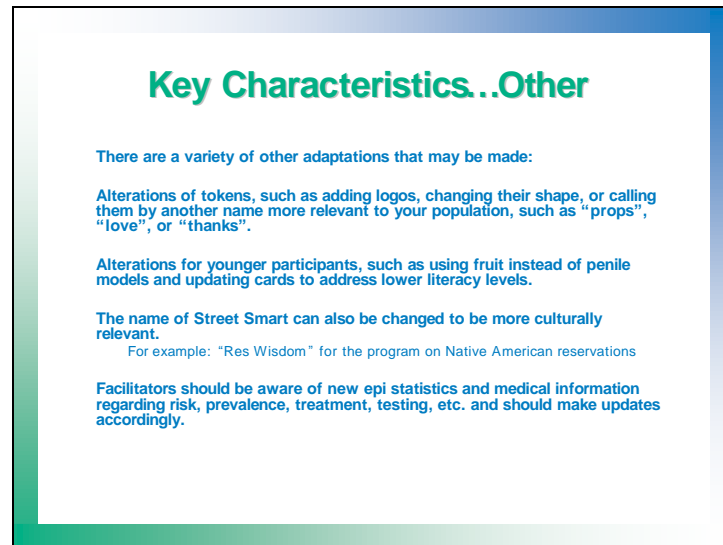 Key Characteristics…Other
There are a variety of other adaptations that may be made:
Alterations of tokens, such as adding logos, changing their shape, or calling
them by another name more relevant to your population, such as “props”,
“love”, or “thanks”.
Alterations for younger participants, such as using fruit instead of penile
models and updating cards to address lower literacy levels.
The name of Street Smart can also be changed to be more culturally
relevant.
For example: “Res Wisdom” for the program on Native American reservations
Facilitators should be aware of new epi statistics and medical information
regarding risk, prevalence, treatment, testing, etc. and should make updates
accordingly.